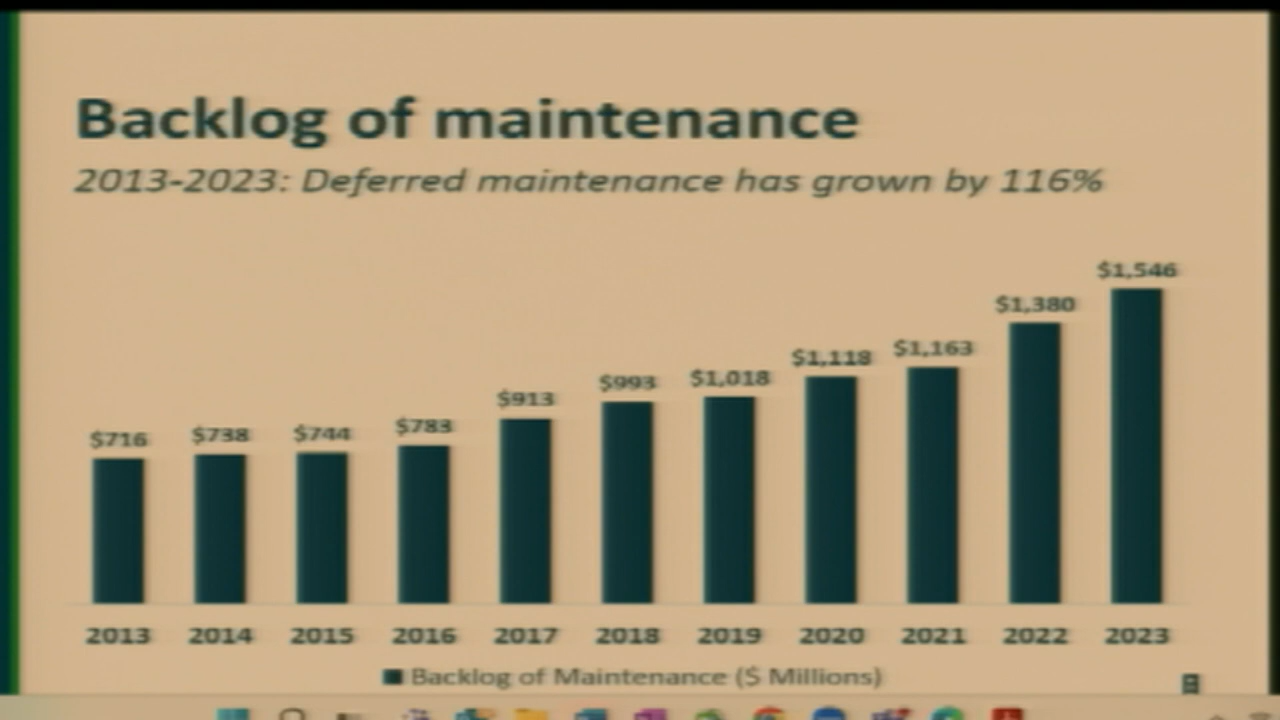 Backlog of maintenance
2013-2023: Deferred maintenance has grown by 116%
$716 $738 $744 $783 $913 $993 $1,018 $1,118 $1,163 $1,380 $1,546
2013 2014 2015 2016 2017 2018 2019 2020 2021 2022 2023
Backlog of Maintenance ($ Millions)